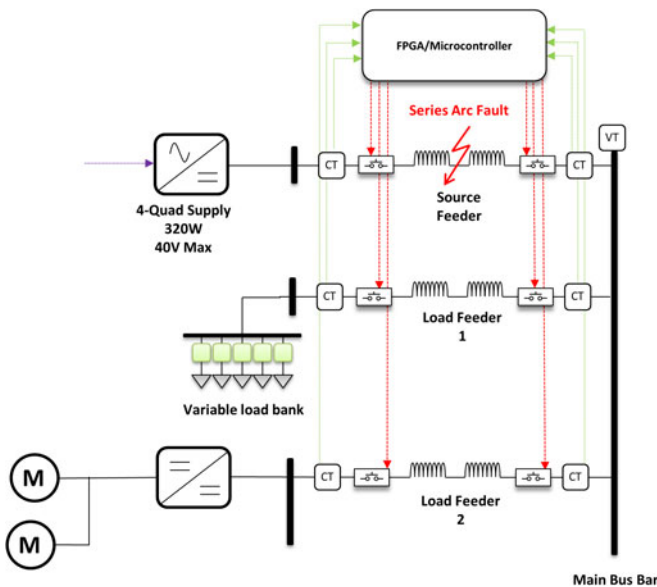 FPGA/Microcontroller
Series Arc Fault
VT
CT
CT
4-Quad Supply
320W
40V Max
Source
Feeder
CT
CT
Load Feeder
1
Variable load bank
M
CT
CT
Load Feeder
2
M
Main Bus Bar